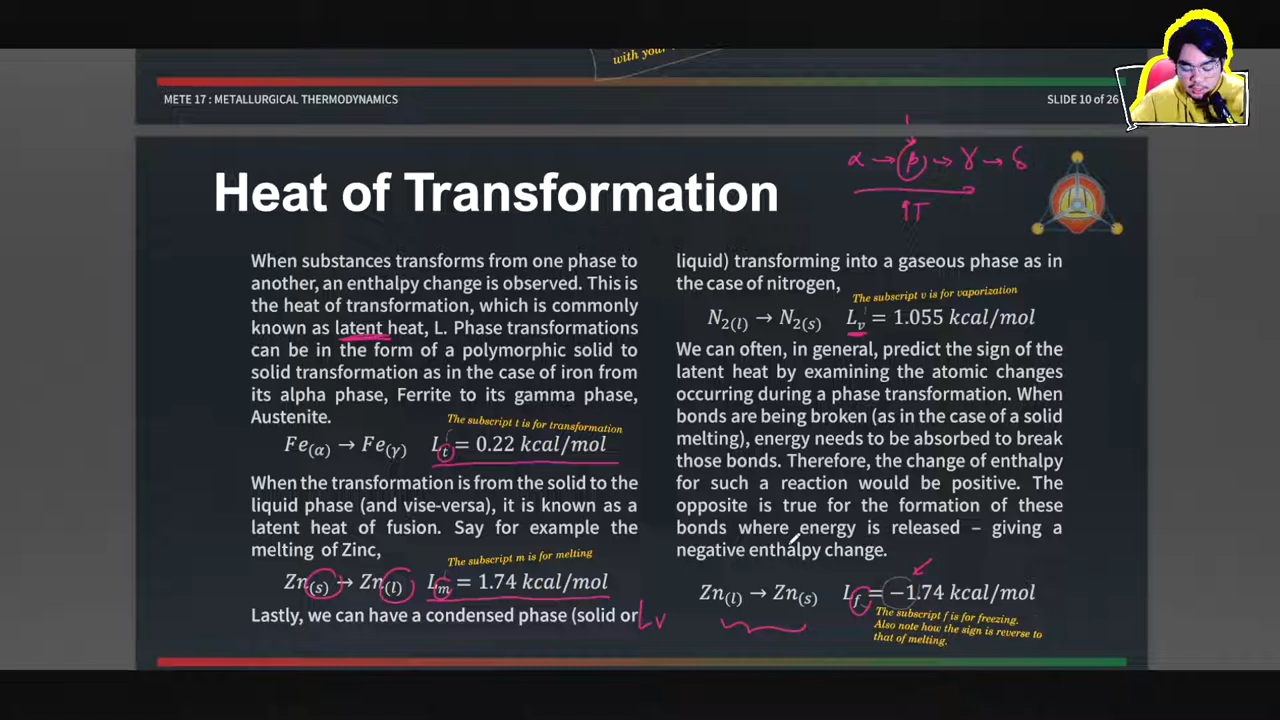 with your
METE 17 : METALLURGICAL THERMODYNAMICS
SLIDE 10 of 26
Heat of Transformation
α → β → γ → δ
↑T
When substances transforms from one phase to
another, an enthalpy change is observed. This is
the heat of transformation, which is commonly
known as latent heat, L. Phase transformations
can be in the form of a polymorphic solid to
solid transformation as in the case of iron from
its alpha phase, Ferrite to its gamma phase,
Austenite.
The subscript t is for transformation
Fe(α) → Fe(γ) Lt = 0.22 kcal/mol
When the transformation is from the solid to the
liquid phase (and vise-versa), it is known as a
latent heat of fusion. Say for example the
melting of Zinc,
The subscript m is for melting
Zn(s) → Zn(l) Lm = 1.74 kcal/mol
Lastly, we can have a condensed phase (solid or
Lv
liquid) transforming into a gaseous phase as in
the case of nitrogen,
The subscript v is for vaporization
N2(l) → N2(s) Lv = 1.055 kcal/mol
We can often, in general, predict the sign of the
latent heat by examining the atomic changes
occurring during a phase transformation. When
bonds are being broken (as in the case of a solid
melting), energy needs to be absorbed to break
those bonds. Therefore, the change of enthalpy
for such a reaction would be positive. The
opposite is true for the formation of these
bonds where energy is released – giving a
negative enthalpy change.
Zn(l) → Zn(s) Lf = −1.74 kcal/mol
The subscript f is for freezing.
Also note how the sign is reverse to
that of melting.